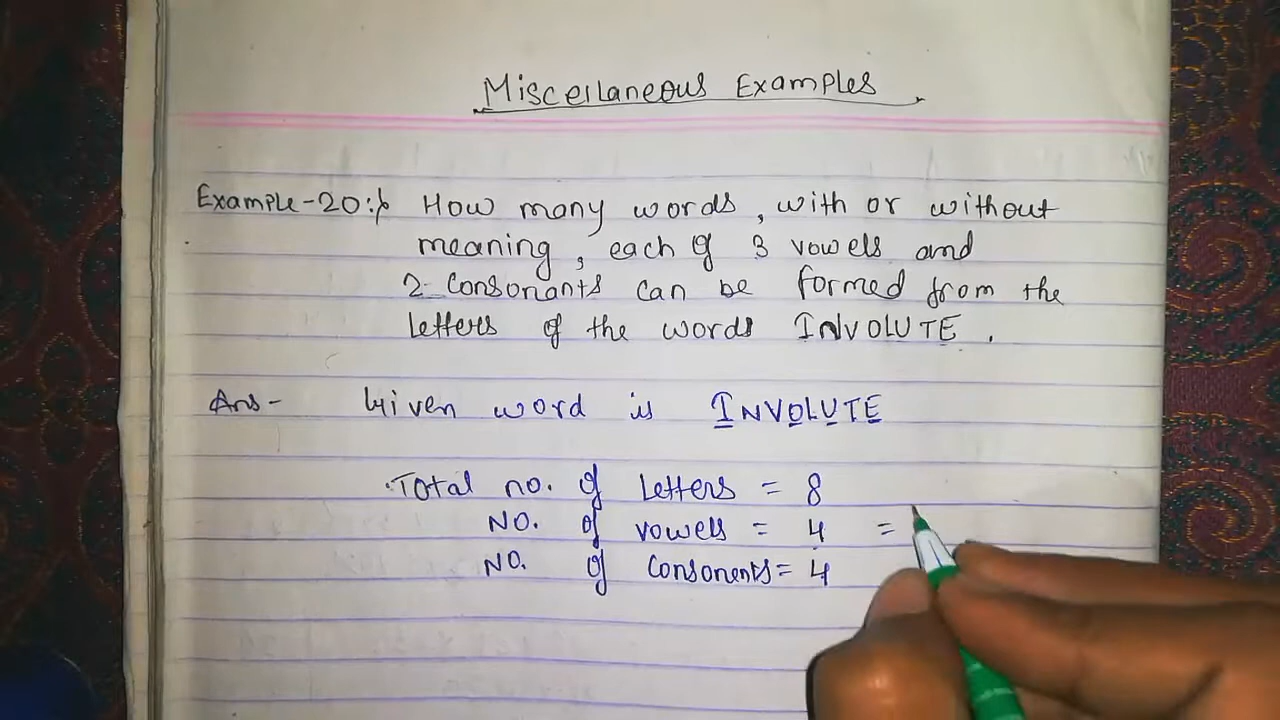 Miscellaneous Examples
Example-20:- How many words, with or without
meaning, each of 3 vowels and
2 consonants can be formed from the
letters of the words INVOLUTE.
Ans- Given word is INVOLUTE
Total no. of letters = 8
NO. of vowels = 4 =
NO. of consonents = 4